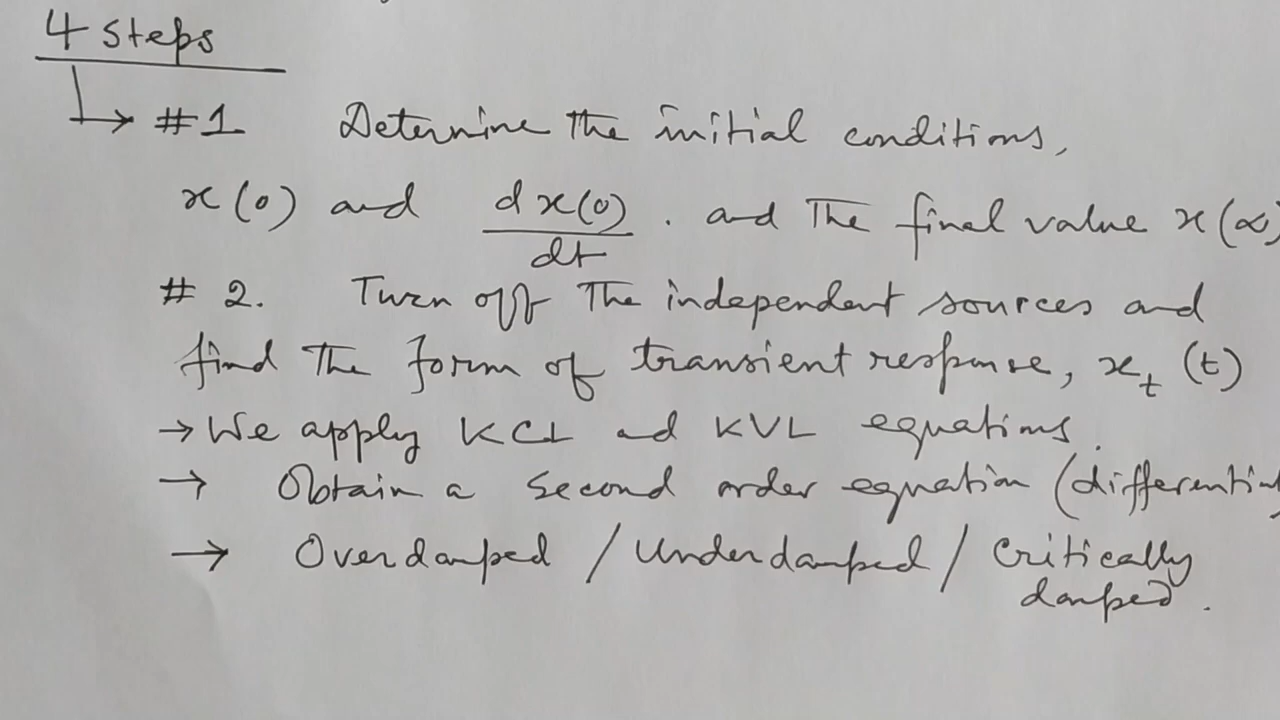 4 steps
→ #1 Determine the initial conditions,
x(0) and dx(0)/dt . and the final value x(∞)
# 2. Turn off the independent sources and
find the form of transient response, x_t (t)
→ We apply KCL and KVL equations.
→ Obtain a second order equation (differential
→ Overdamped / Underdamped / Critically
damped.